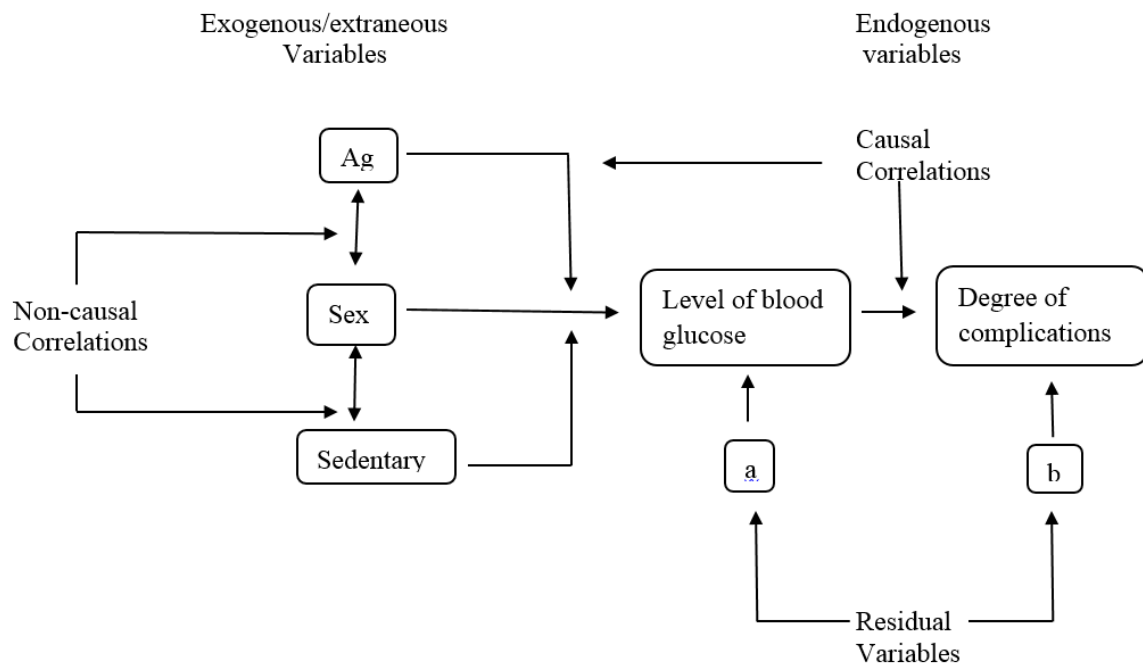 Exogenous/extraneous
Variables
Endogenous
variables
Ag
Causal
Correlations
Non-causal
Correlations
Sex
Level of blood
glucose
Degree of
complications
Sedentary
a
b
Residual
Variables